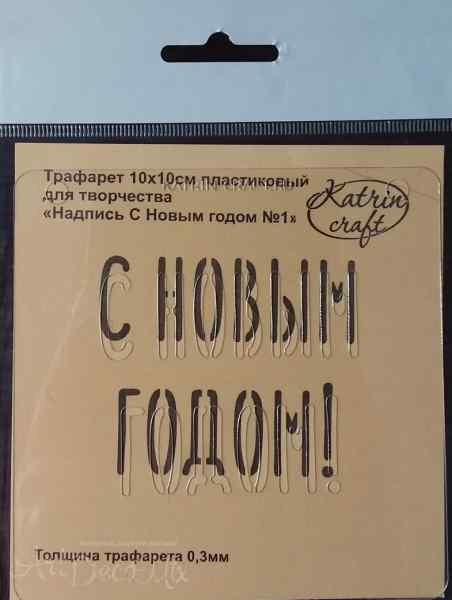 Трафарет 10х10см пластиковый
для творчества
«Надпись С Новым годом №1»
Katrin
craft
С НОВЫМ
ГОДОМ!
Толщина трафарета 0,3мм